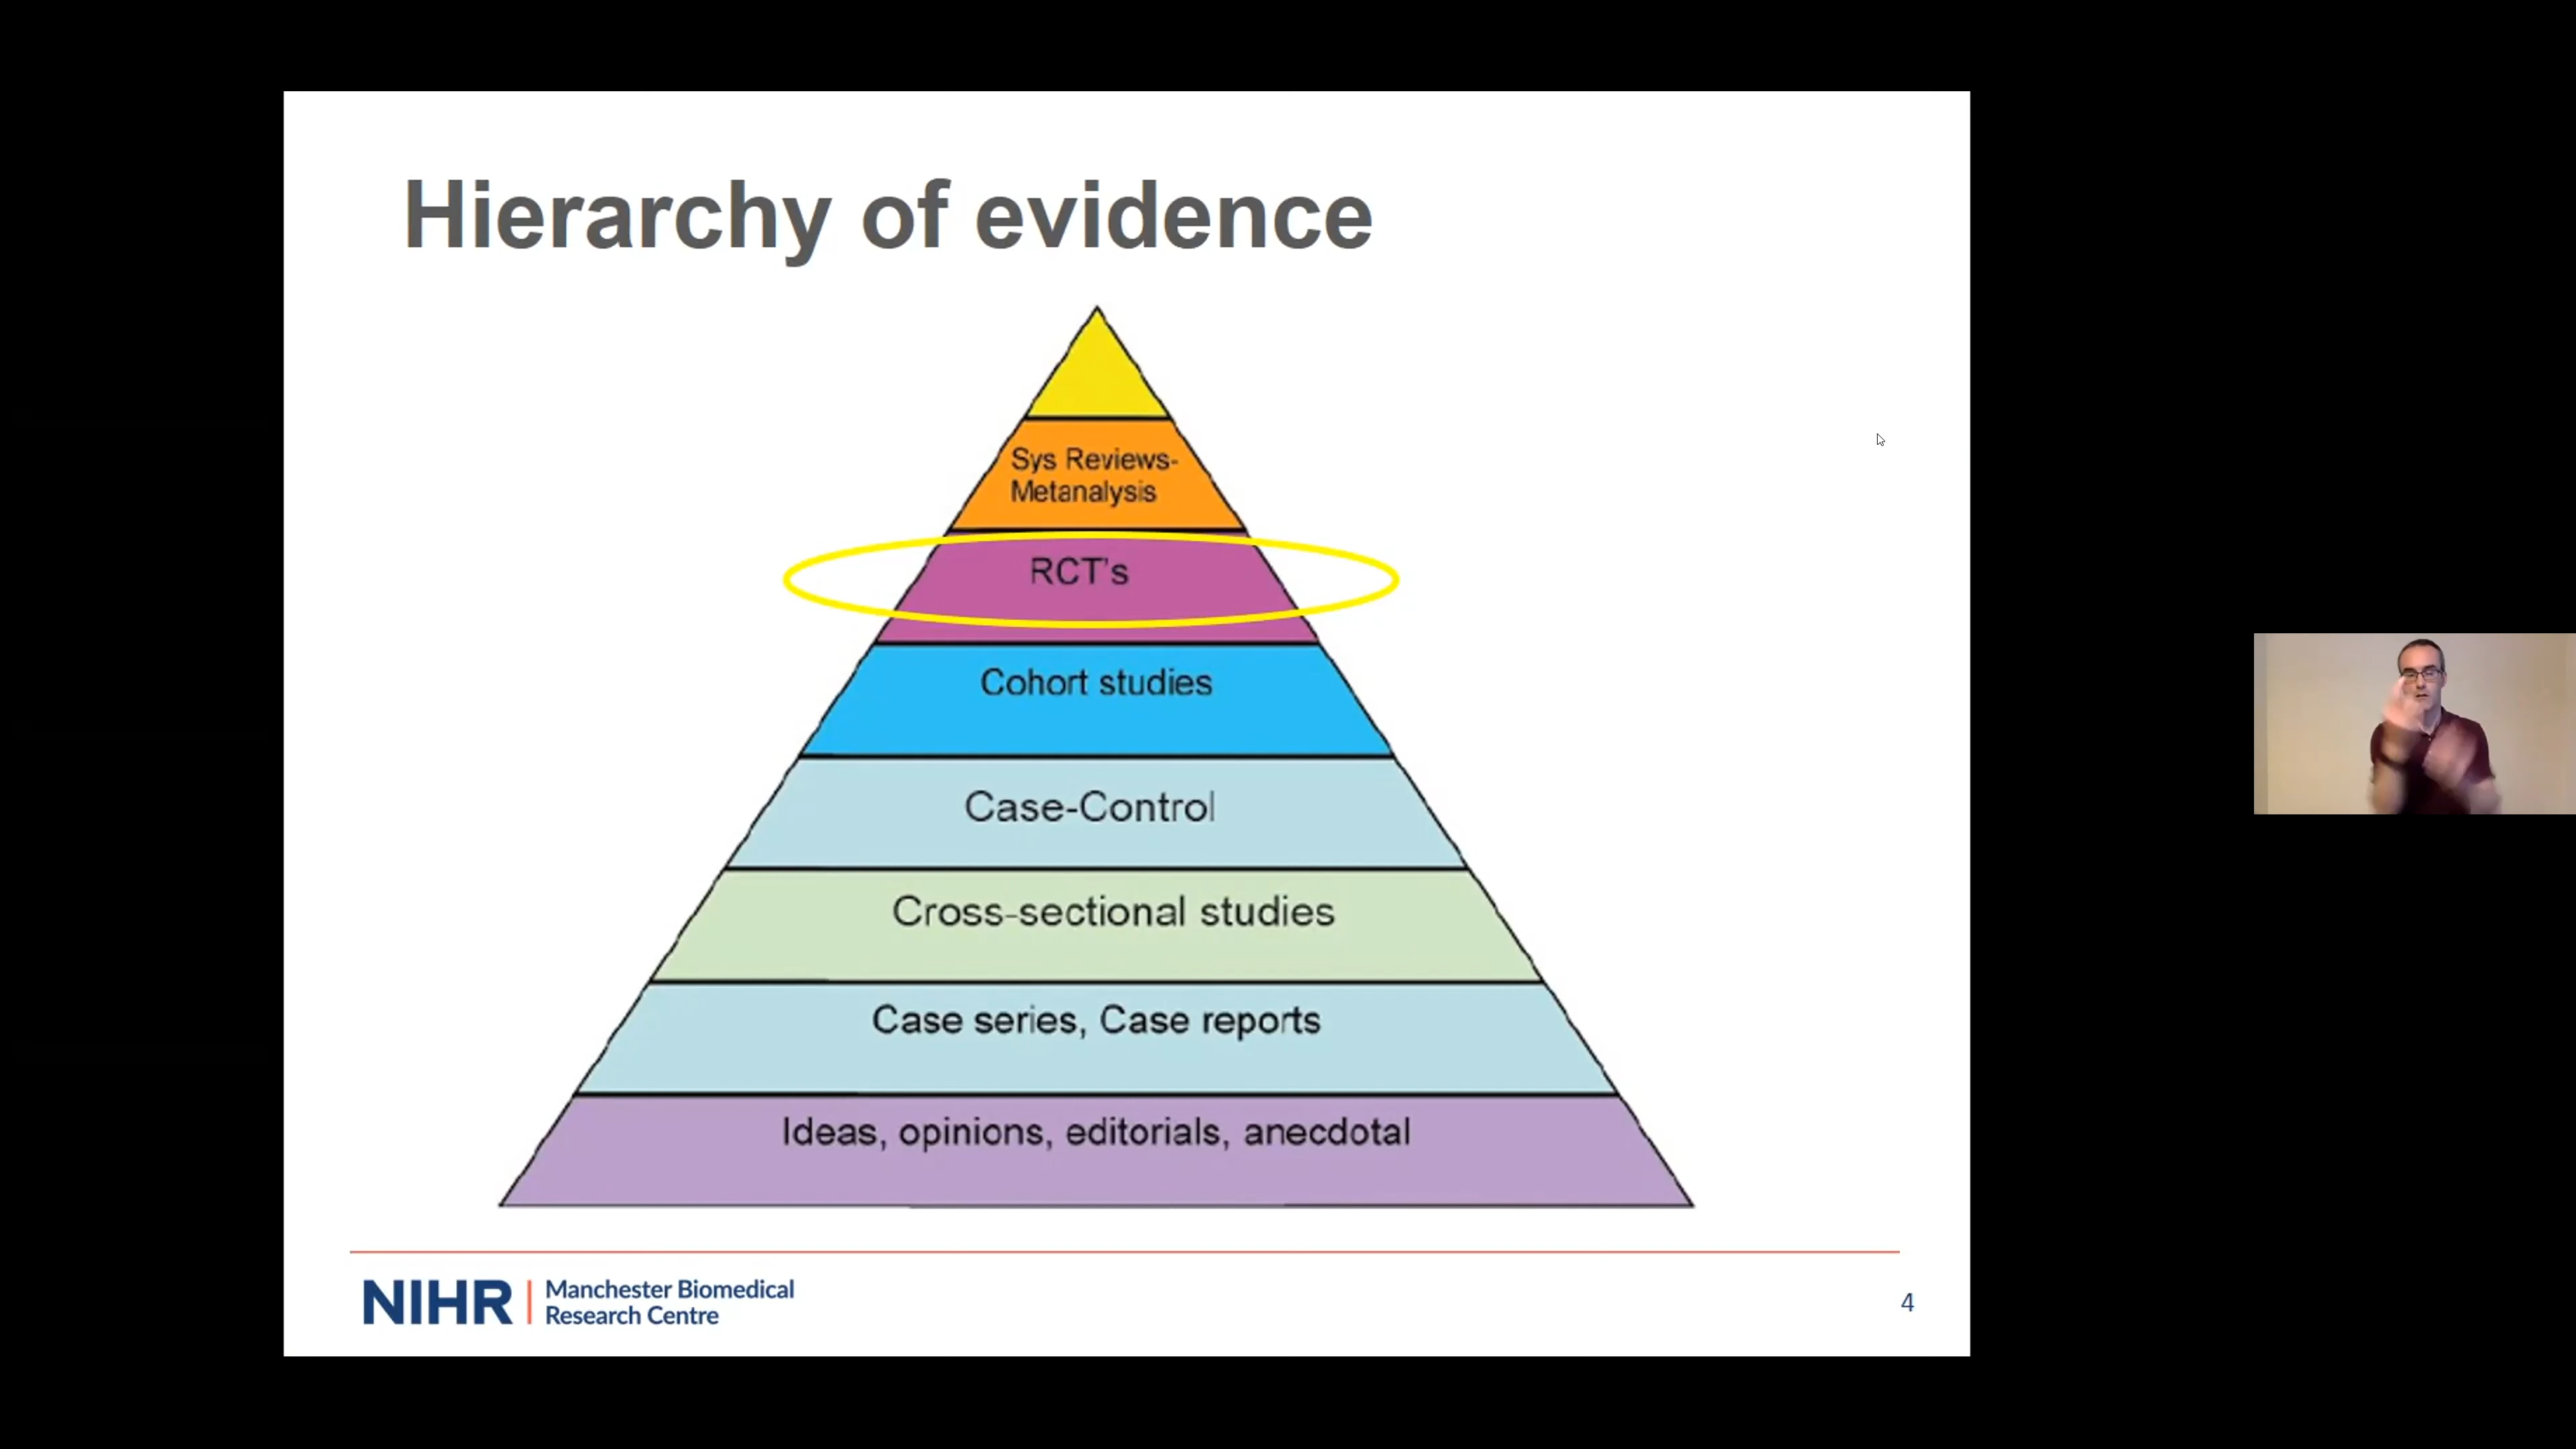 Hierarchy of evidence
Sys Reviews-
Metanalysis
RCT's
Cohort studies
Case-Control
Cross-sectional studies
Case series, Case reports
Ideas, opinions, editorials, anecdotal
NIHR
Manchester Biomedical
Research Centre
4